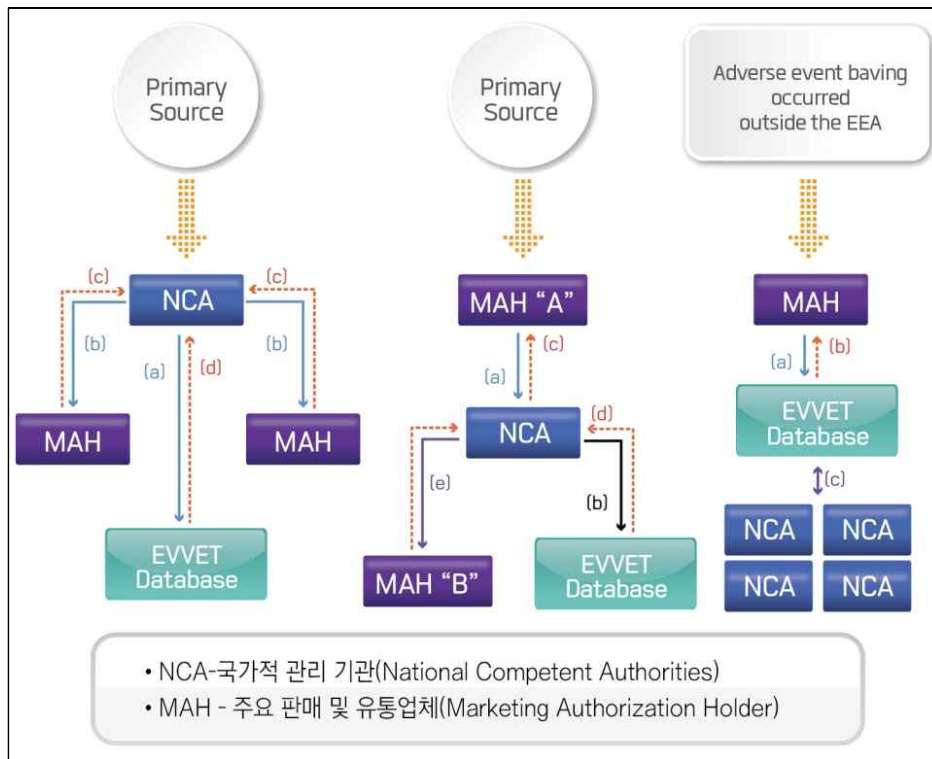 Primary
Source
NCA
(c)
(c)
(b)
(b)
(a)
(d)
MAH
MAH
EVVET
Database
Primary
Source
MAH "A"
(a)
(c)
NCA
(d)
(e)
(b)
MAH "B"
EVVET
Database
Adverse event baving
occurred
outside the EEA
MAH
(a)
(b)
EVVET
Database
(c)
NCA
NCA
NCA
NCA
• NCA-국가적 관리 기관(National Competent Authorities)
• MAH - 주요 판매 및 유통업체(Marketing Authorization Holder)